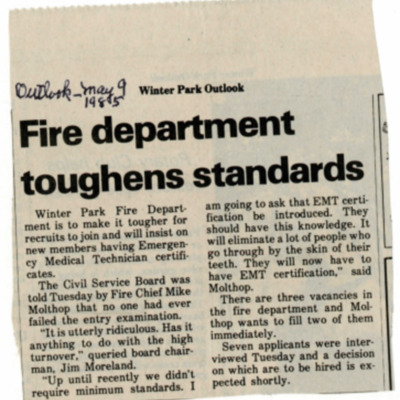 Outlook - May 9
1985
Winter Park Outlook
Fire department
toughens standards
Winter Park Fire Depart-
ment is to make it tougher for
recruits to join and will insist on
new members having Emergen-
cy Medical Technician certifi-
cates.
The Civil Service Board was
told Tuesday by Fire Chief Mike
Molthop that no one had ever
failed the entry examination.
"It is utterly ridiculous. Has it
anything to do with the high
turnover," queried board chair-
man, Jim Moreland.
"Up until recently we didn't
require minimum standards. I
am going to ask that EMT certi-
fication be introduced. They
should have this knowledge. It
will eliminate a lot of people who
go through by the skin of their
teeth. They will now have to
have EMT certification," said
Molthop.
There are three vacancies in
the fire department and Mol-
thop wants to fill two of them
immediately.
Seven applicants were inter-
viewed Tuesday and a decision
on which are to be hired is ex-
pected shortly.